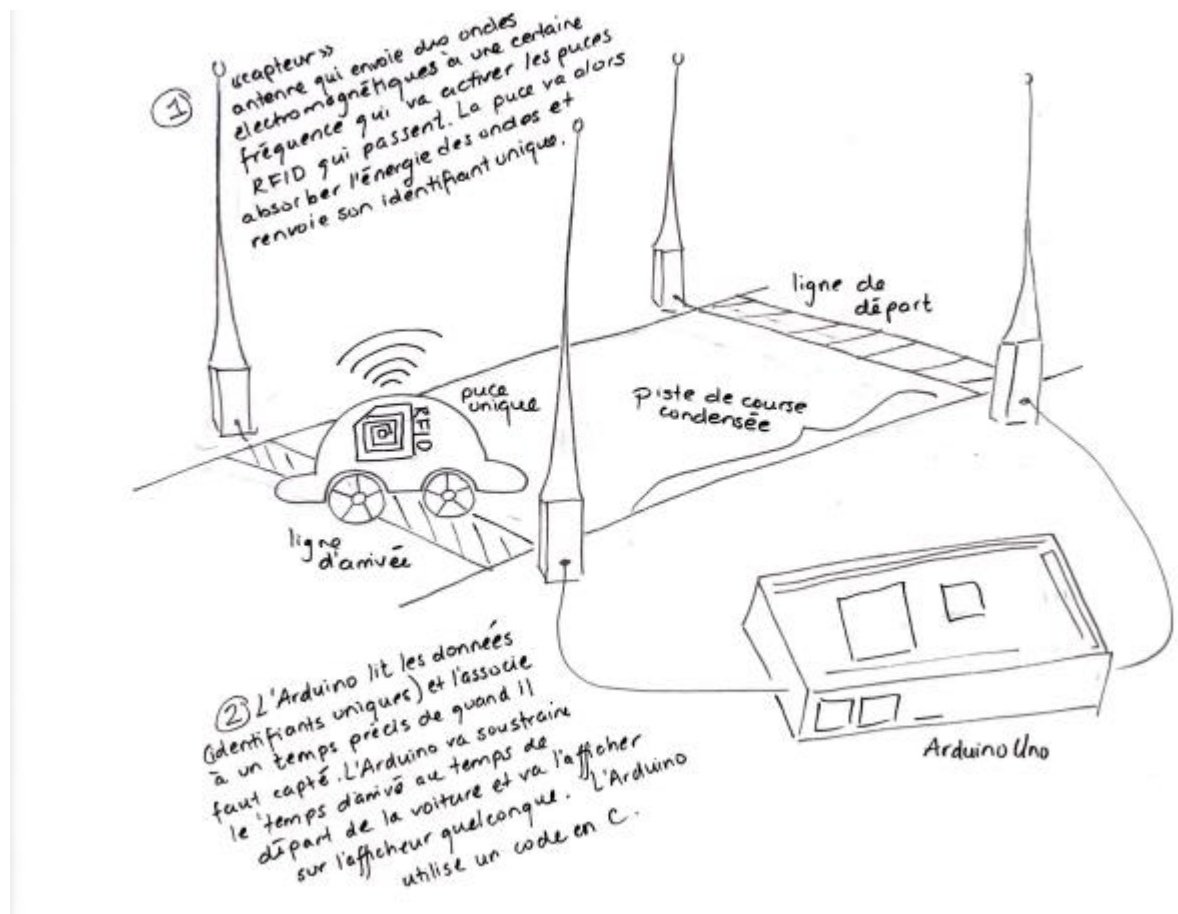 ①
«capteur»
antenne qui envoie des ondes
électromagnétiques à une certaine
fréquence qui va activer les puces
RFID qui passent. La puce va alors
absorber l'énergie des ondes et
renvoie son identifiant unique.
ligne de
départ
puce
unique
RFID
piste de course
condensée
ligne
d'arrivée
② L'Arduino lit les données
(identifiants uniques) et l'associe
à un temps précis de quand il
faut capté. L'Arduino va soustraire
le temps d'arrivé au temps de
départ de la voiture et va l'afficher
sur l'afficheur quelconque. L'Arduino
utilise un code en C.
Arduino Uno